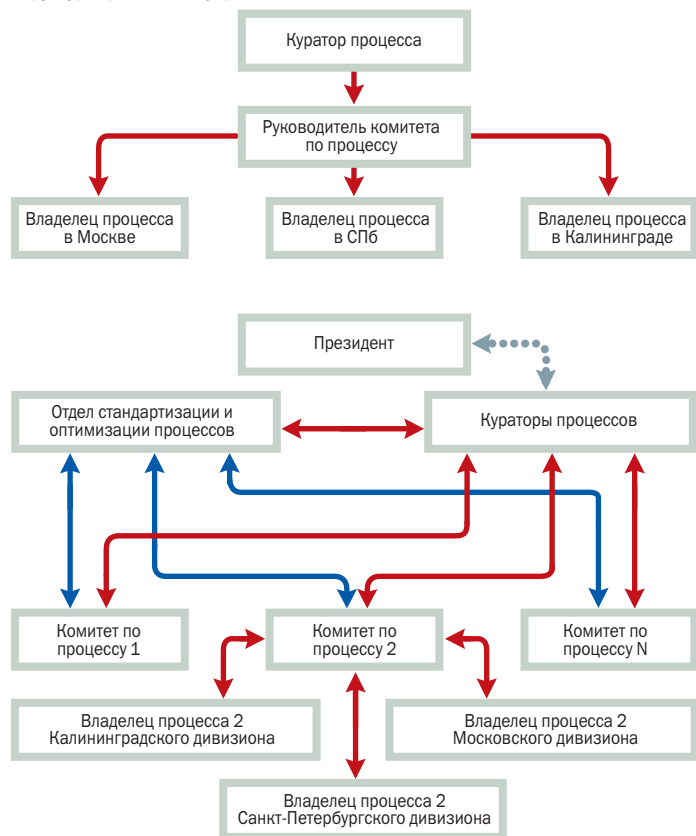 Куратор процесса
Руководитель комитета
по процессу
Владелец процесса
в Москве
Владелец процесса
в СПб
Владелец процесса
в Калининграде
Президент
Отдел стандартизации и
оптимизации процессов
Кураторы процессов
Комитет по
процессу 1
Комитет по
процессу 2
Комитет по
процессу N
Владелец процесса 2
Калининградского дивизиона
Владелец процесса 2
Московского дивизиона
Владелец процесса 2
Санкт-Петербургского дивизиона